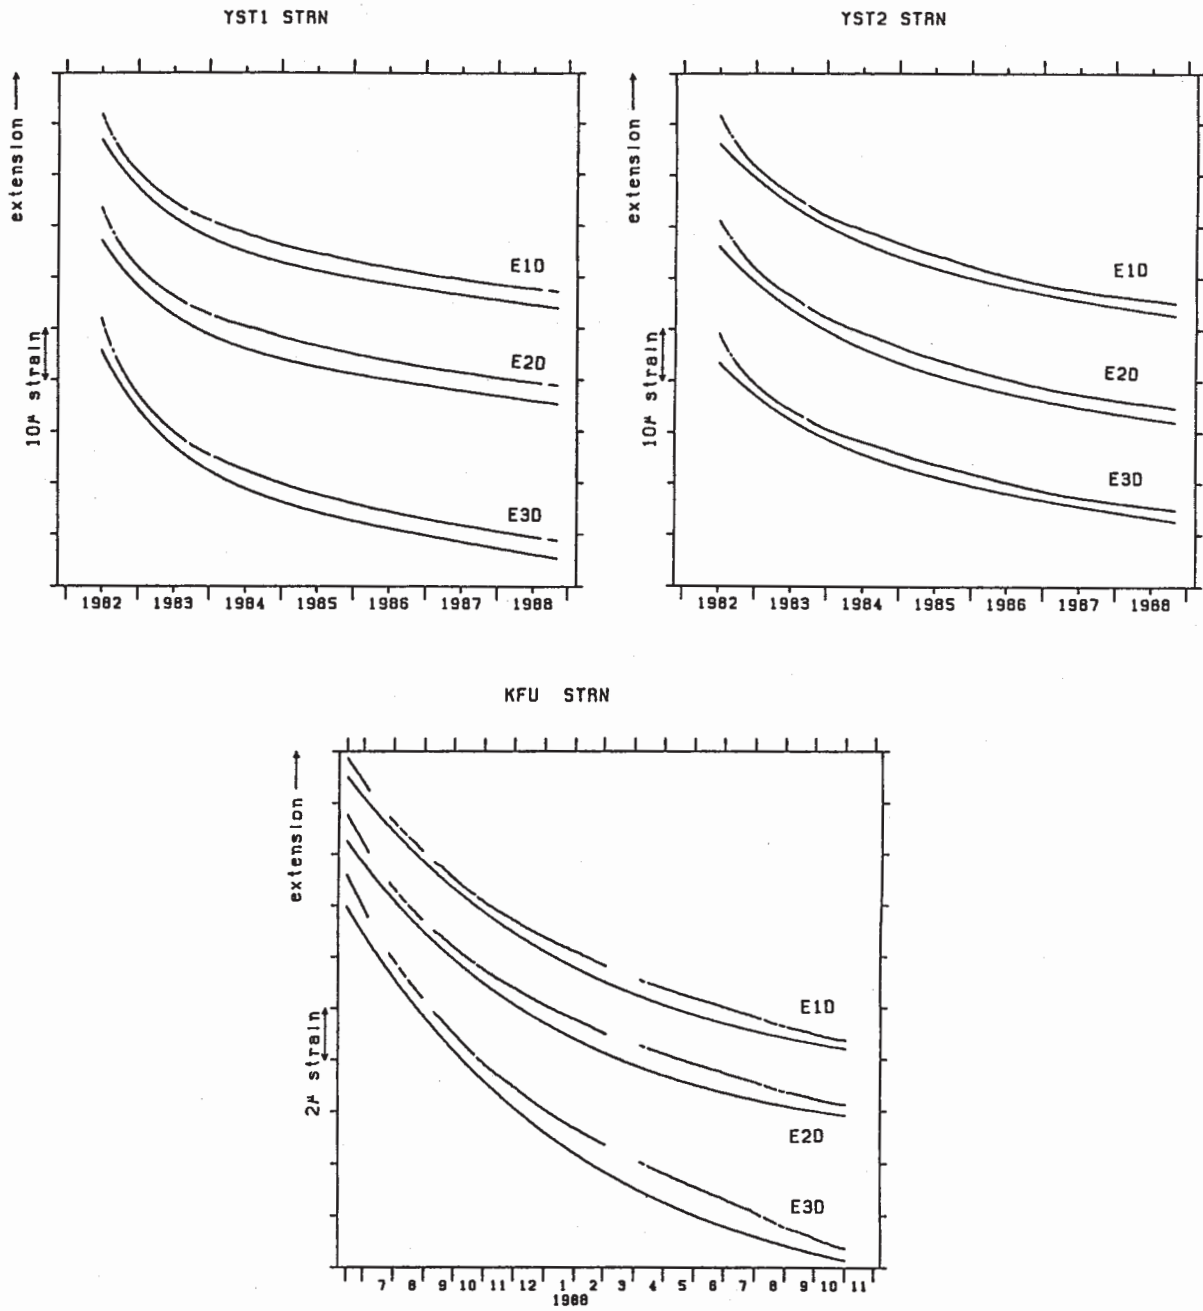 YST1 STRN
extension
10μ strain
E1D
E2D
E3D
1982 1983 1984 1985 1986 1987 1988
YST2 STRN
extension
10μ strain
E1D
E2D
E3D
1982 1983 1984 1985 1986 1987 1988
KFU STRN
extension
2μ strain
E1D
E2D
E3D
7 8 9 10 11 12 1 2 3 4 5 6 7 8 9 10 11
1988